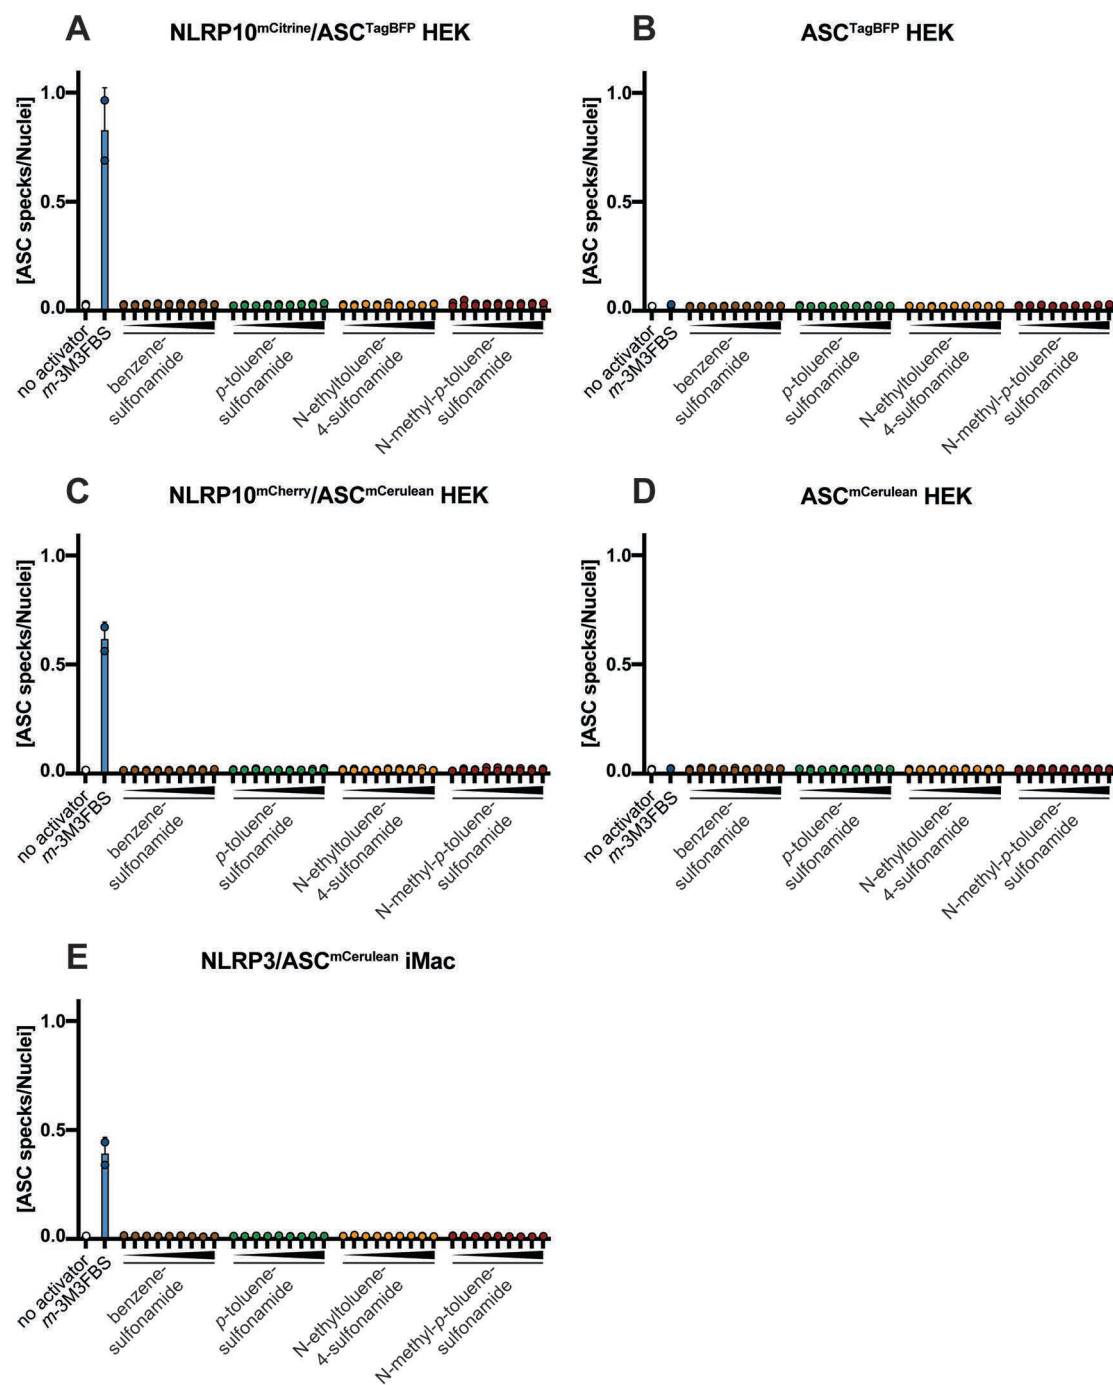 A
NLRP10mCitrine/ASCTagBFP HEK
[ASC specks/Nuclei]
1.0
0.5
0.0
no activator
m-3M3FBS
benzene-
sulfonamide
p-toluene-
sulfonamide
N-ethyltoluene-
4-sulfonamide
N-methyl-p-toluene-
sulfonamide
B
ASCTagBFP HEK
[ASC specks/Nuclei]
1.0
0.5
0.0
no activator
m-3M3FBS
benzene-
sulfonamide
p-toluene-
sulfonamide
N-ethyltoluene-
4-sulfonamide
N-methyl-p-toluene-
sulfonamide
C
NLRP10mCherry/ASCmCerulean HEK
[ASC specks/Nuclei]
1.0
0.5
0.0
no activator
m-3M3FBS
benzene-
sulfonamide
p-toluene-
sulfonamide
N-ethyltoluene-
4-sulfonamide
N-methyl-p-toluene-
sulfonamide
D
ASCmCerulean HEK
[ASC specks/Nuclei]
1.0
0.5
0.0
no activator
m-3M3FBS
benzene-
sulfonamide
p-toluene-
sulfonamide
N-ethyltoluene-
4-sulfonamide
N-methyl-p-toluene-
sulfonamide
E
NLRP3/ASCmCerulean iMac
[ASC specks/Nuclei]
1.0
0.5
0.0
no activator
m-3M3FBS
benzene-
sulfonamide
p-toluene-
sulfonamide
N-ethyltoluene-
4-sulfonamide
N-methyl-p-toluene-
sulfonamide